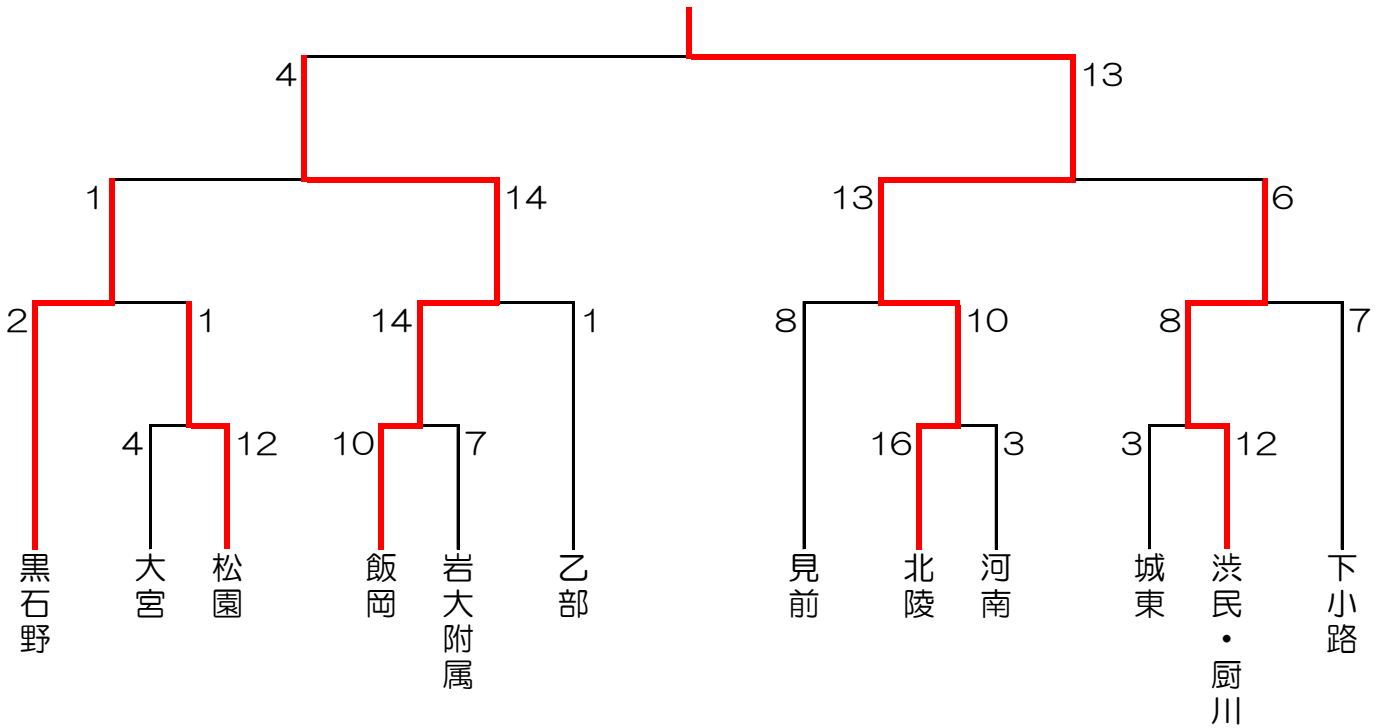 4 13
1 14 13 6
2 1 14 1 8 10 8 7
4 12 10 7 16 3 3 12
黒石野
大宮
松園
飯岡
岩大附属
乙部
見前
北陵
河南
城東
渋民・厨川
下小路